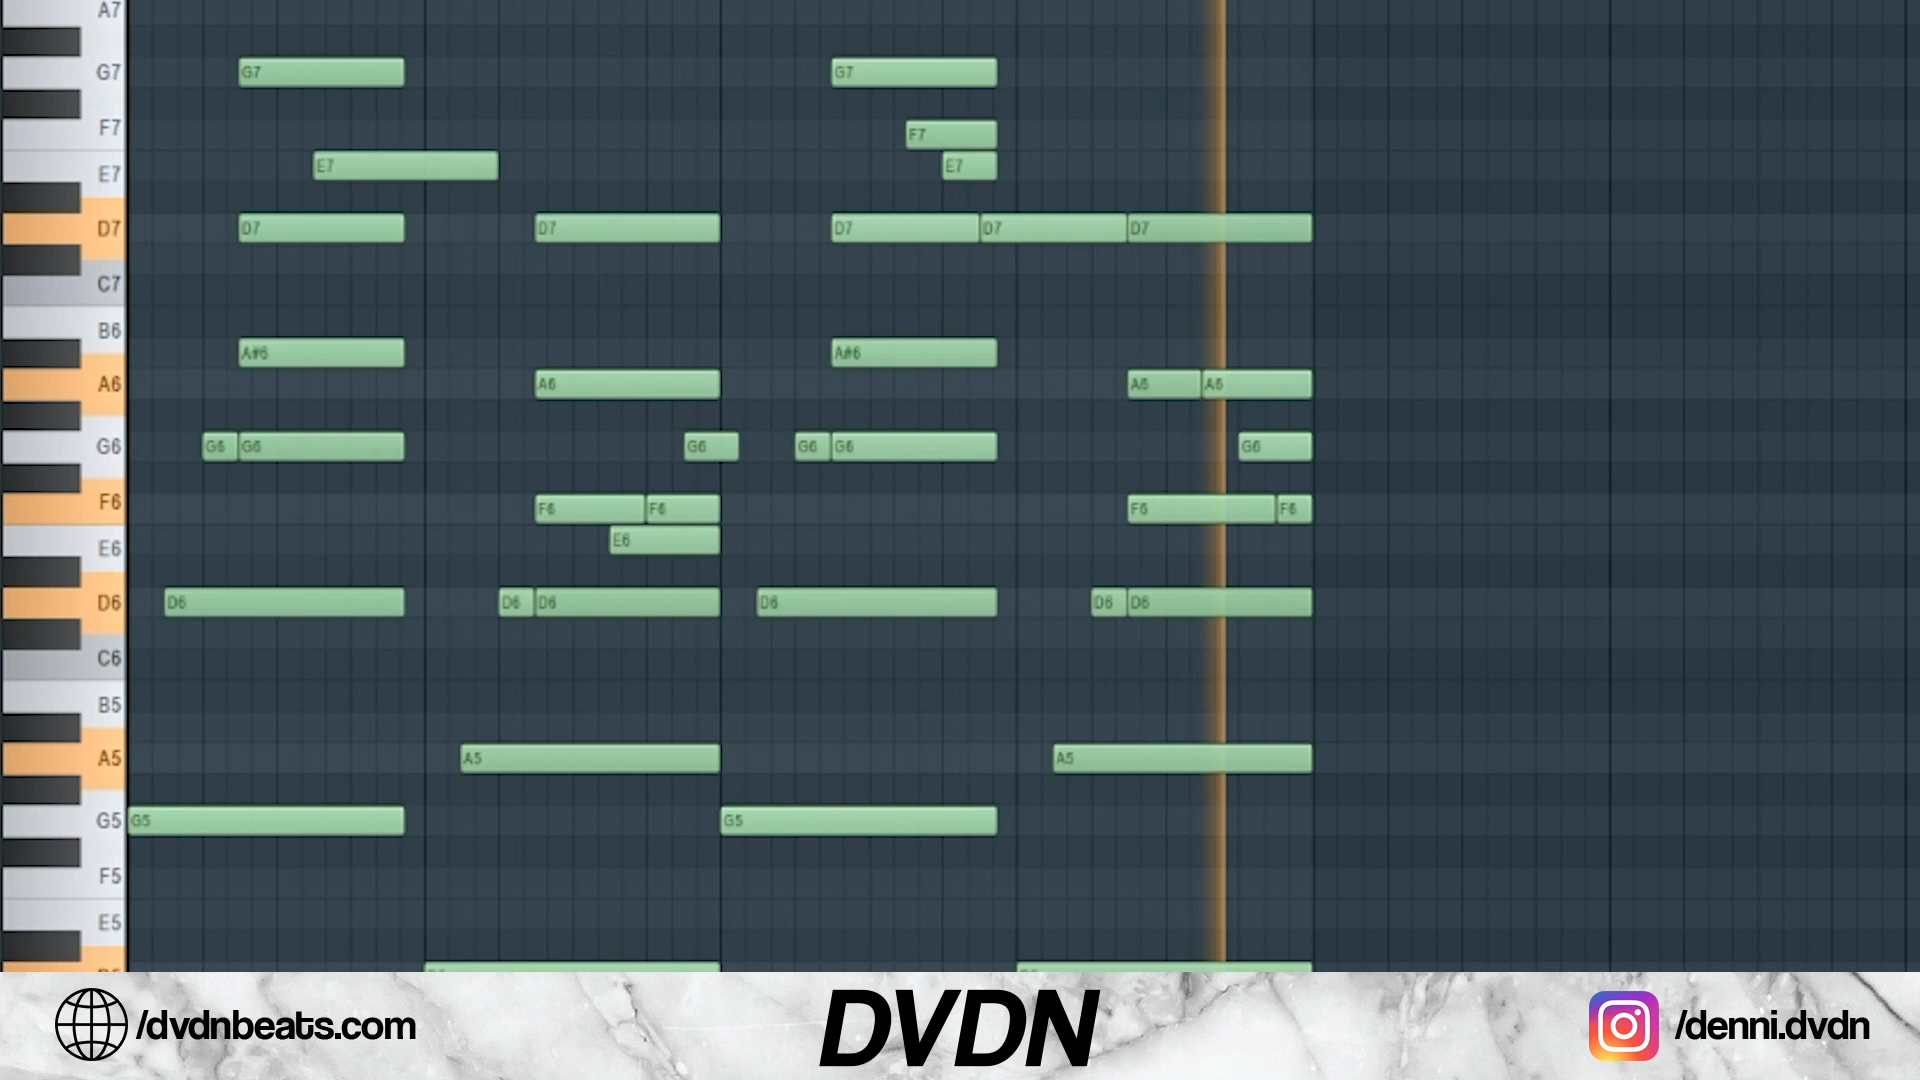 A7
G7 G7 G7
F7 F7
E7 E7 E7
D7 D7 D7 D7 D7 D7
C7
B6
A#6 A#6
A6 A6 A6 A6
G6 G6 G6 G6 G6 G6 G6
F6 F6 F6 F6 F6
E6 E6
D6 D6 D6 D6 D6 D6 D6
C6
B5
A5 A5 A5
G5 G5 G5
F5
E5
/dvdnbeats.com DVDN /denni.dvdn